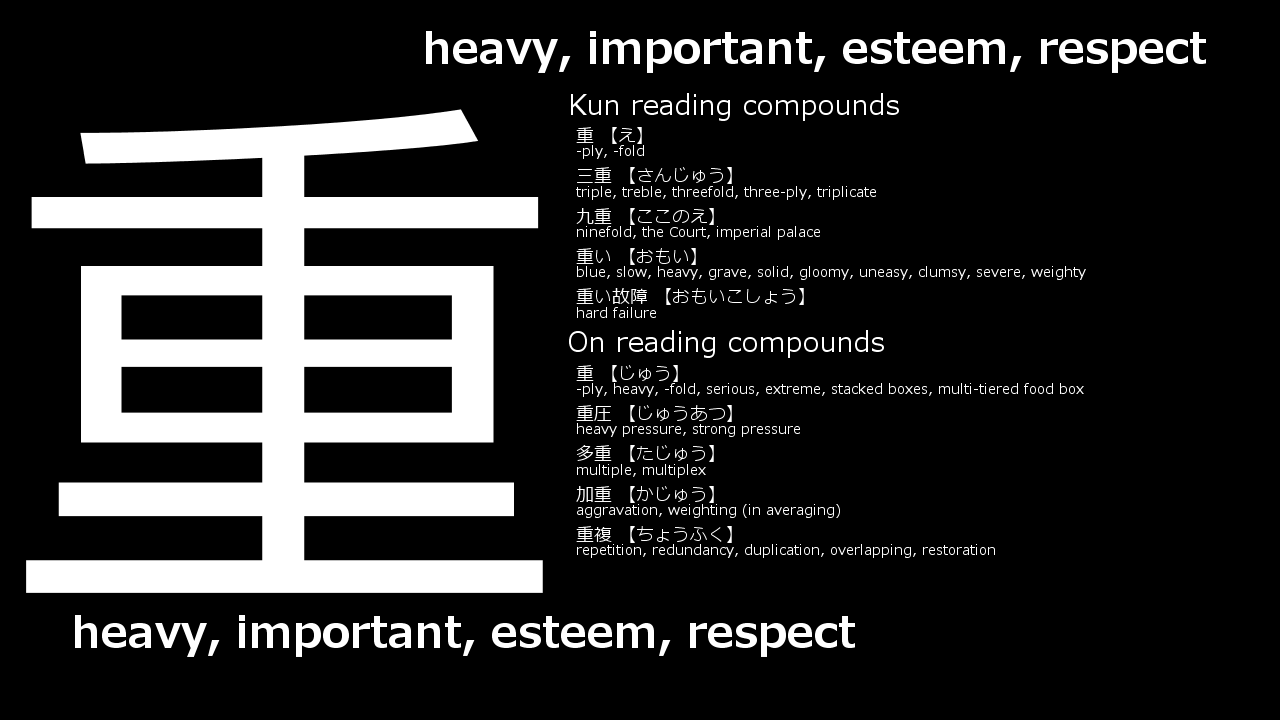 heavy, important, esteem, respect
重
Kun reading compounds
重 【え】
-ply, -fold
三重 【さんじゅう】
triple, treble, threefold, three-ply, triplicate
九重 【ここのえ】
ninefold, the Court, imperial palace
重い 【おもい】
blue, slow, heavy, grave, solid, gloomy, uneasy, clumsy, severe, weighty
重い故障 【おもいこしょう】
hard failure
On reading compounds
重 【じゅう】
-ply, heavy, -fold, serious, extreme, stacked boxes, multi-tiered food box
重圧 【じゅうあつ】
heavy pressure, strong pressure
多重 【たじゅう】
multiple, multiplex
加重 【かじゅう】
aggravation, weighting (in averaging)
重複 【ちょうふく】
repetition, redundancy, duplication, overlapping, restoration
heavy, important, esteem, respect